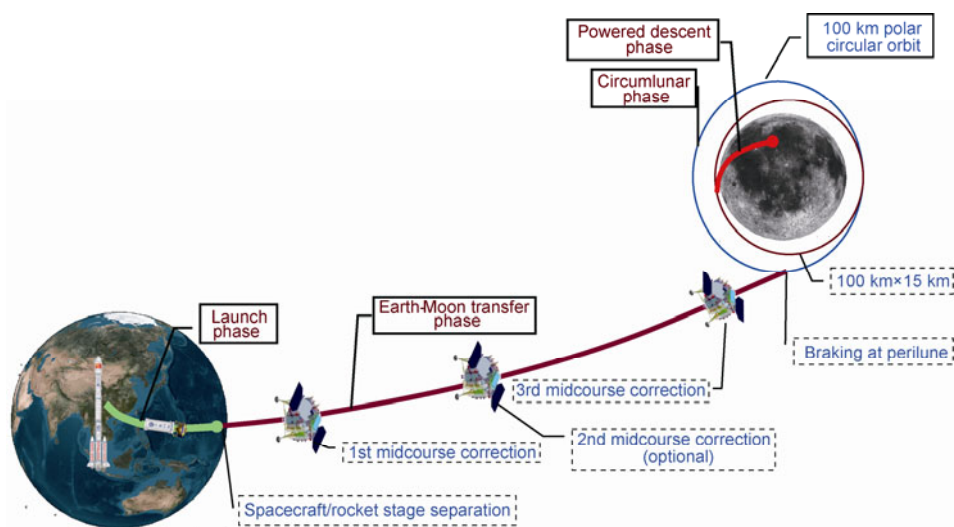 Powered descent
phase
100 km polar
circular orbit
Circumlunar
phase
100 km×15 km
Launch
phase
Earth-Moon transfer
phase
Braking at perilune
3rd midcourse correction
1st midcourse correction
2nd midcourse correction
(optional)
Spacecraft/rocket stage separation